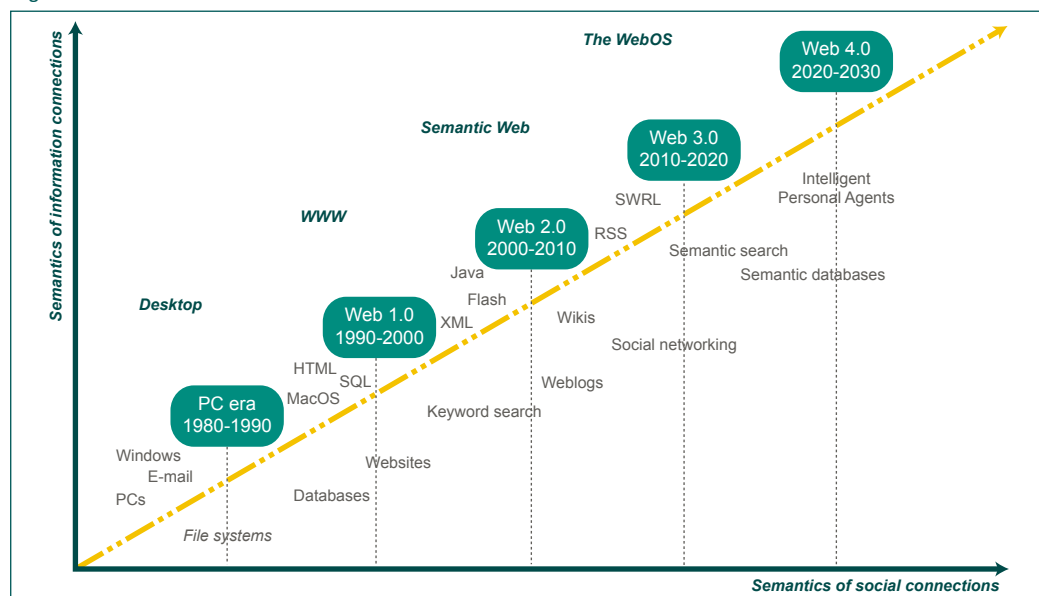 The WebOS
Web 4.0
2020-2030
Semantic Web
Web 3.0
2010-2020
Intelligent
Personal Agents
SWRL
WWW
Web 2.0
2000-2010
RSS
Semantic search
Java
Semantic databases
Flash
Desktop
Web 1.0
1990-2000
XML
Wikis
Social networking
HTML
SQL
Weblogs
MacOS
PC era
1980-1990
Keyword search
Windows
Websites
E-mail
PCs
Databases
File systems
Semantics of information connections
Semantics of social connections